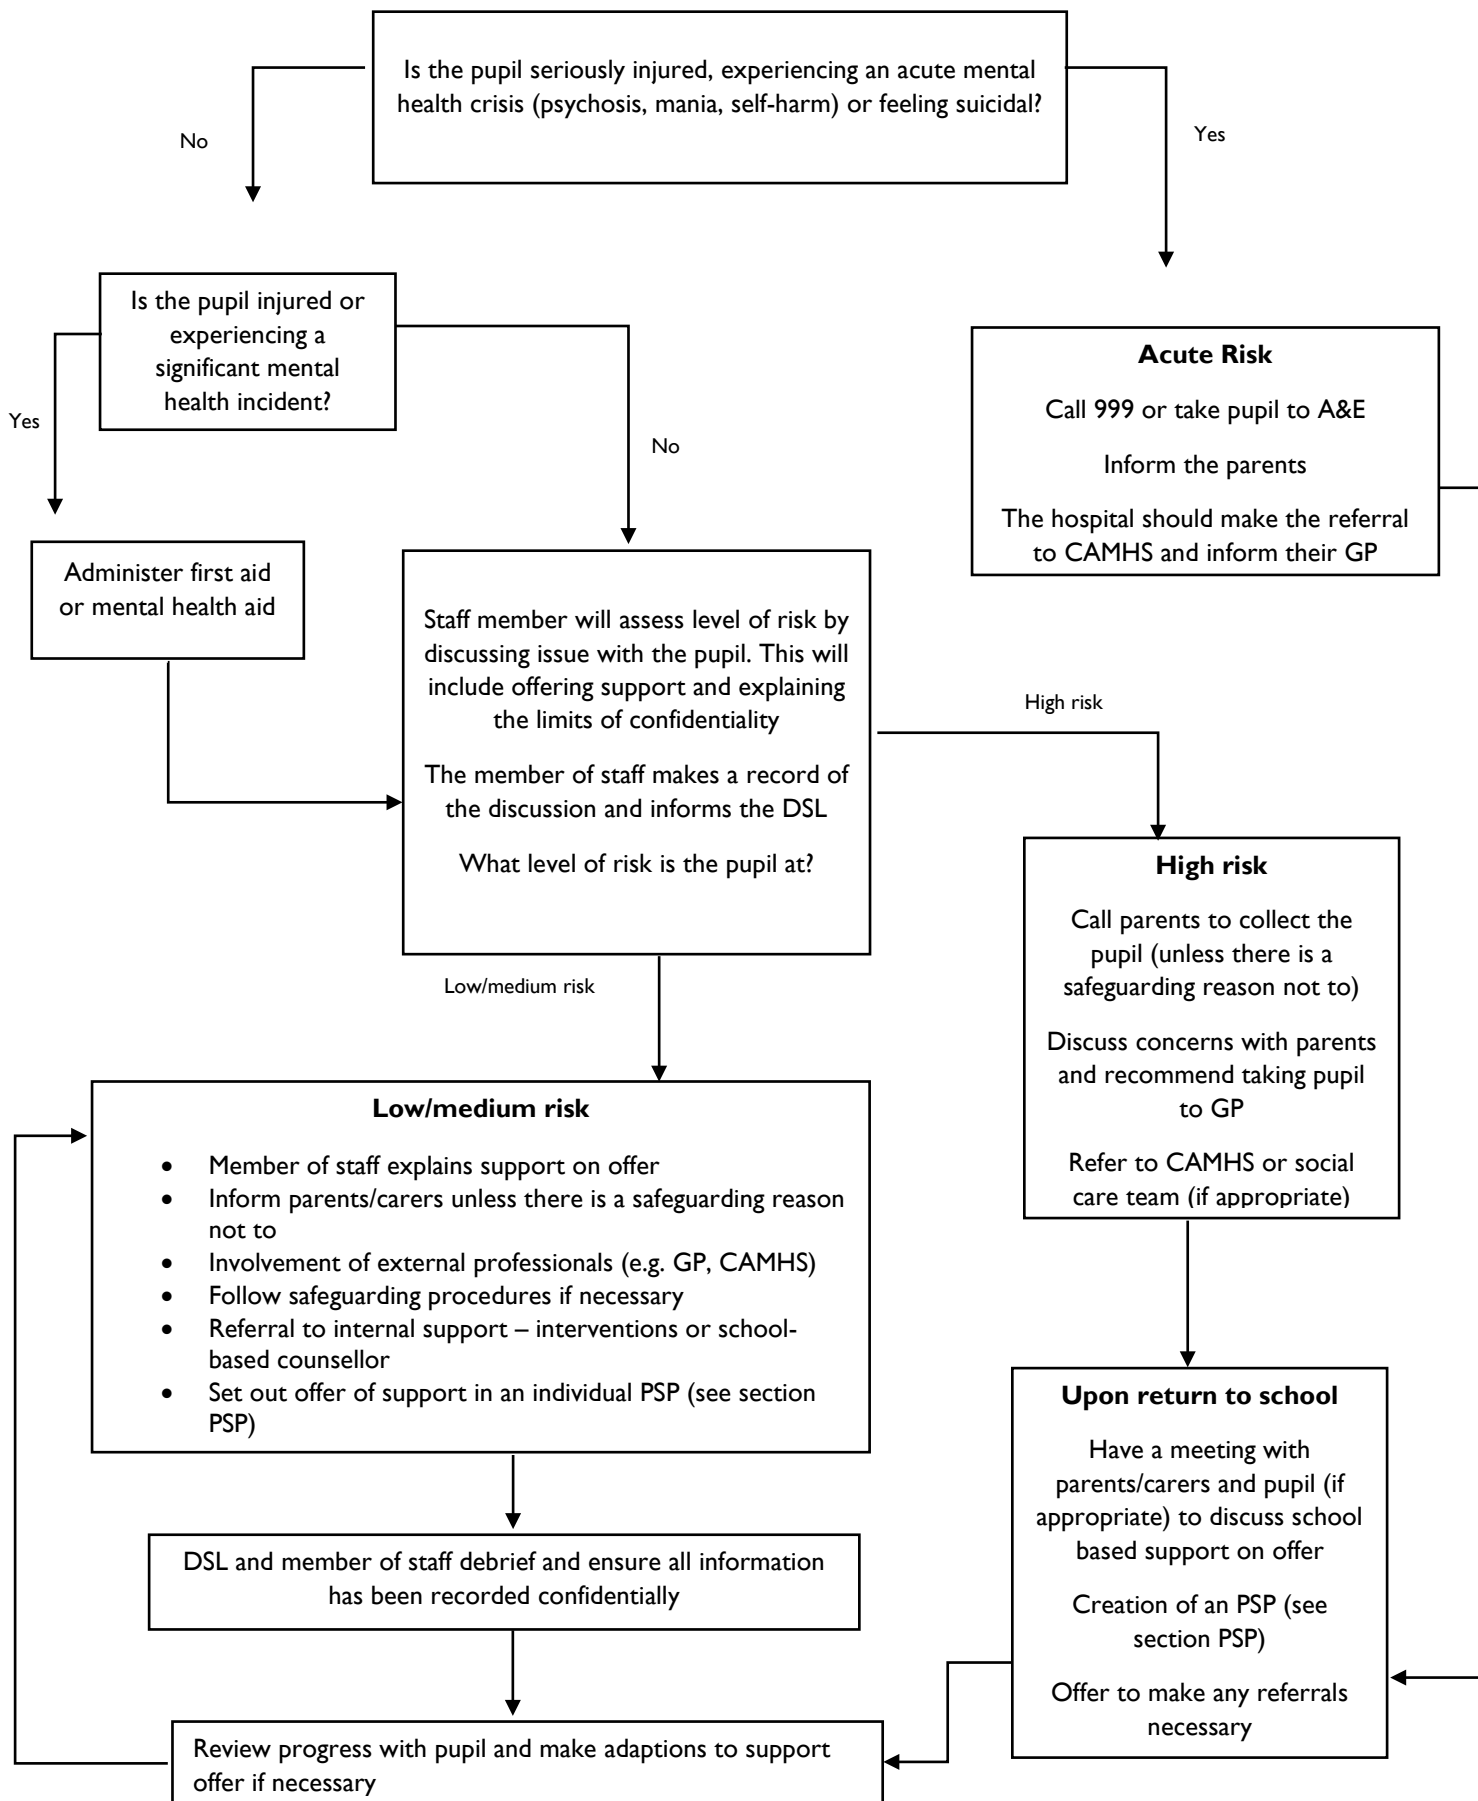 Is the pupil seriously injured, experiencing an acute mental
health crisis (psychosis, mania, self-harm) or feeling suicidal?
No
Yes
Is the pupil injured or
experiencing a
significant mental
health incident?
Yes
No
Acute Risk
Call 999 or take pupil to A&E
Inform the parents
The hospital should make the referral
to CAMHS and inform their GP
Administer first aid
or mental health aid
Staff member will assess level of risk by
discussing issue with the pupil. This will
include offering support and explaining
the limits of confidentiality
The member of staff makes a record of
the discussion and informs the DSL
What level of risk is the pupil at?
High risk
Low/medium risk
High risk
Call parents to collect the
pupil (unless there is a
safeguarding reason not to)
Discuss concerns with parents
and recommend taking pupil
to GP
Refer to CAMHS or social
care team (if appropriate)
Low/medium risk
• Member of staff explains support on offer
• Inform parents/carers unless there is a safeguarding reason
not to
• Involvement of external professionals (e.g. GP, CAMHS)
• Follow safeguarding procedures if necessary
• Referral to internal support – interventions or school-
based counsellor
• Set out offer of support in an individual PSP (see section
PSP)
Upon return to school
Have a meeting with
parents/carers and pupil (if
appropriate) to discuss school
based support on offer
Creation of an PSP (see
section PSP)
Offer to make any referrals
necessary
DSL and member of staff debrief and ensure all information
has been recorded confidentially
Review progress with pupil and make adaptions to support
offer if necessary